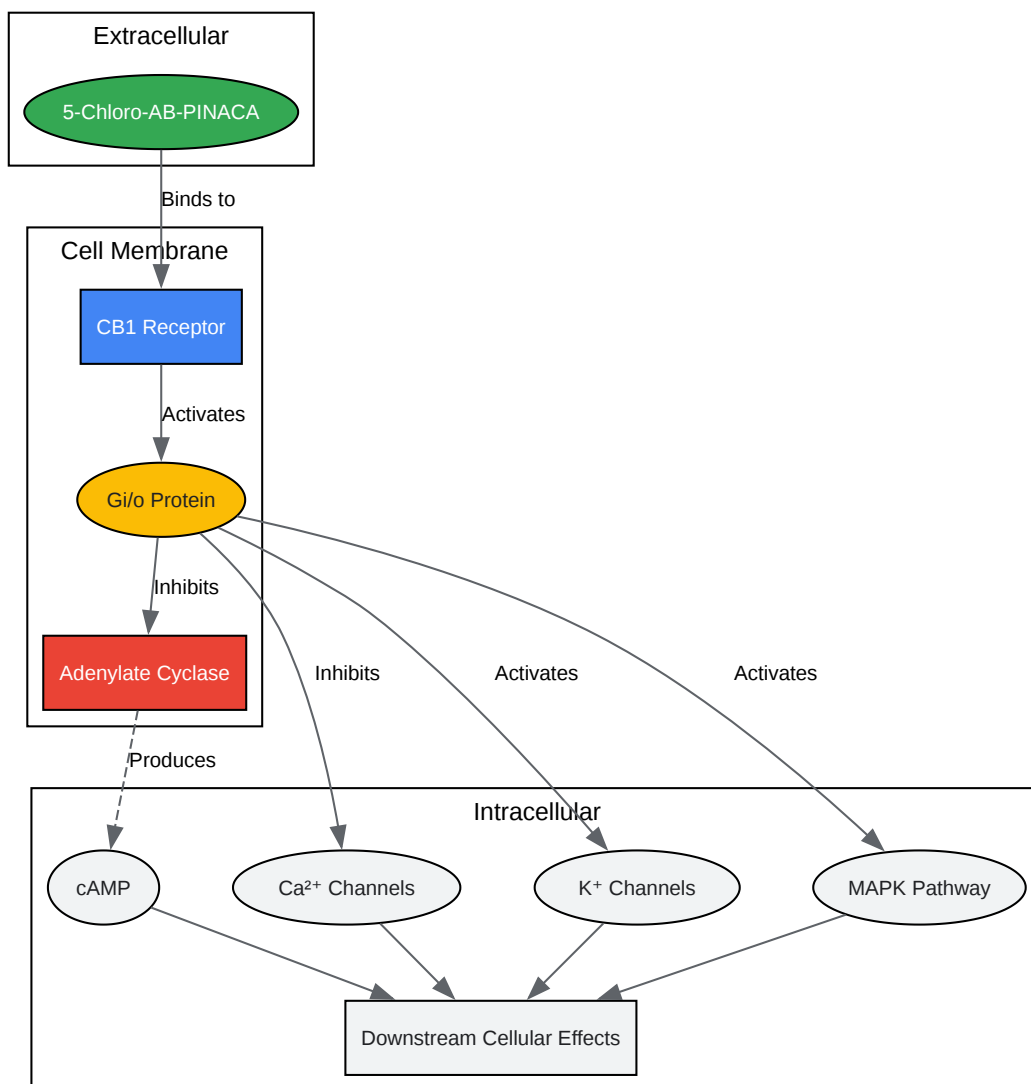 Extracellular
5-Chloro-AB-PINACA
Binds to
Cell Membrane
CB1 Receptor
Activates
Gi/o Protein
Inhibits
Adenylate Cyclase
Inhibits
Activates
Activates
Produces
Intracellular
cAMP
Ca²⁺ Channels
K⁺ Channels
MAPK Pathway
Downstream Cellular Effects